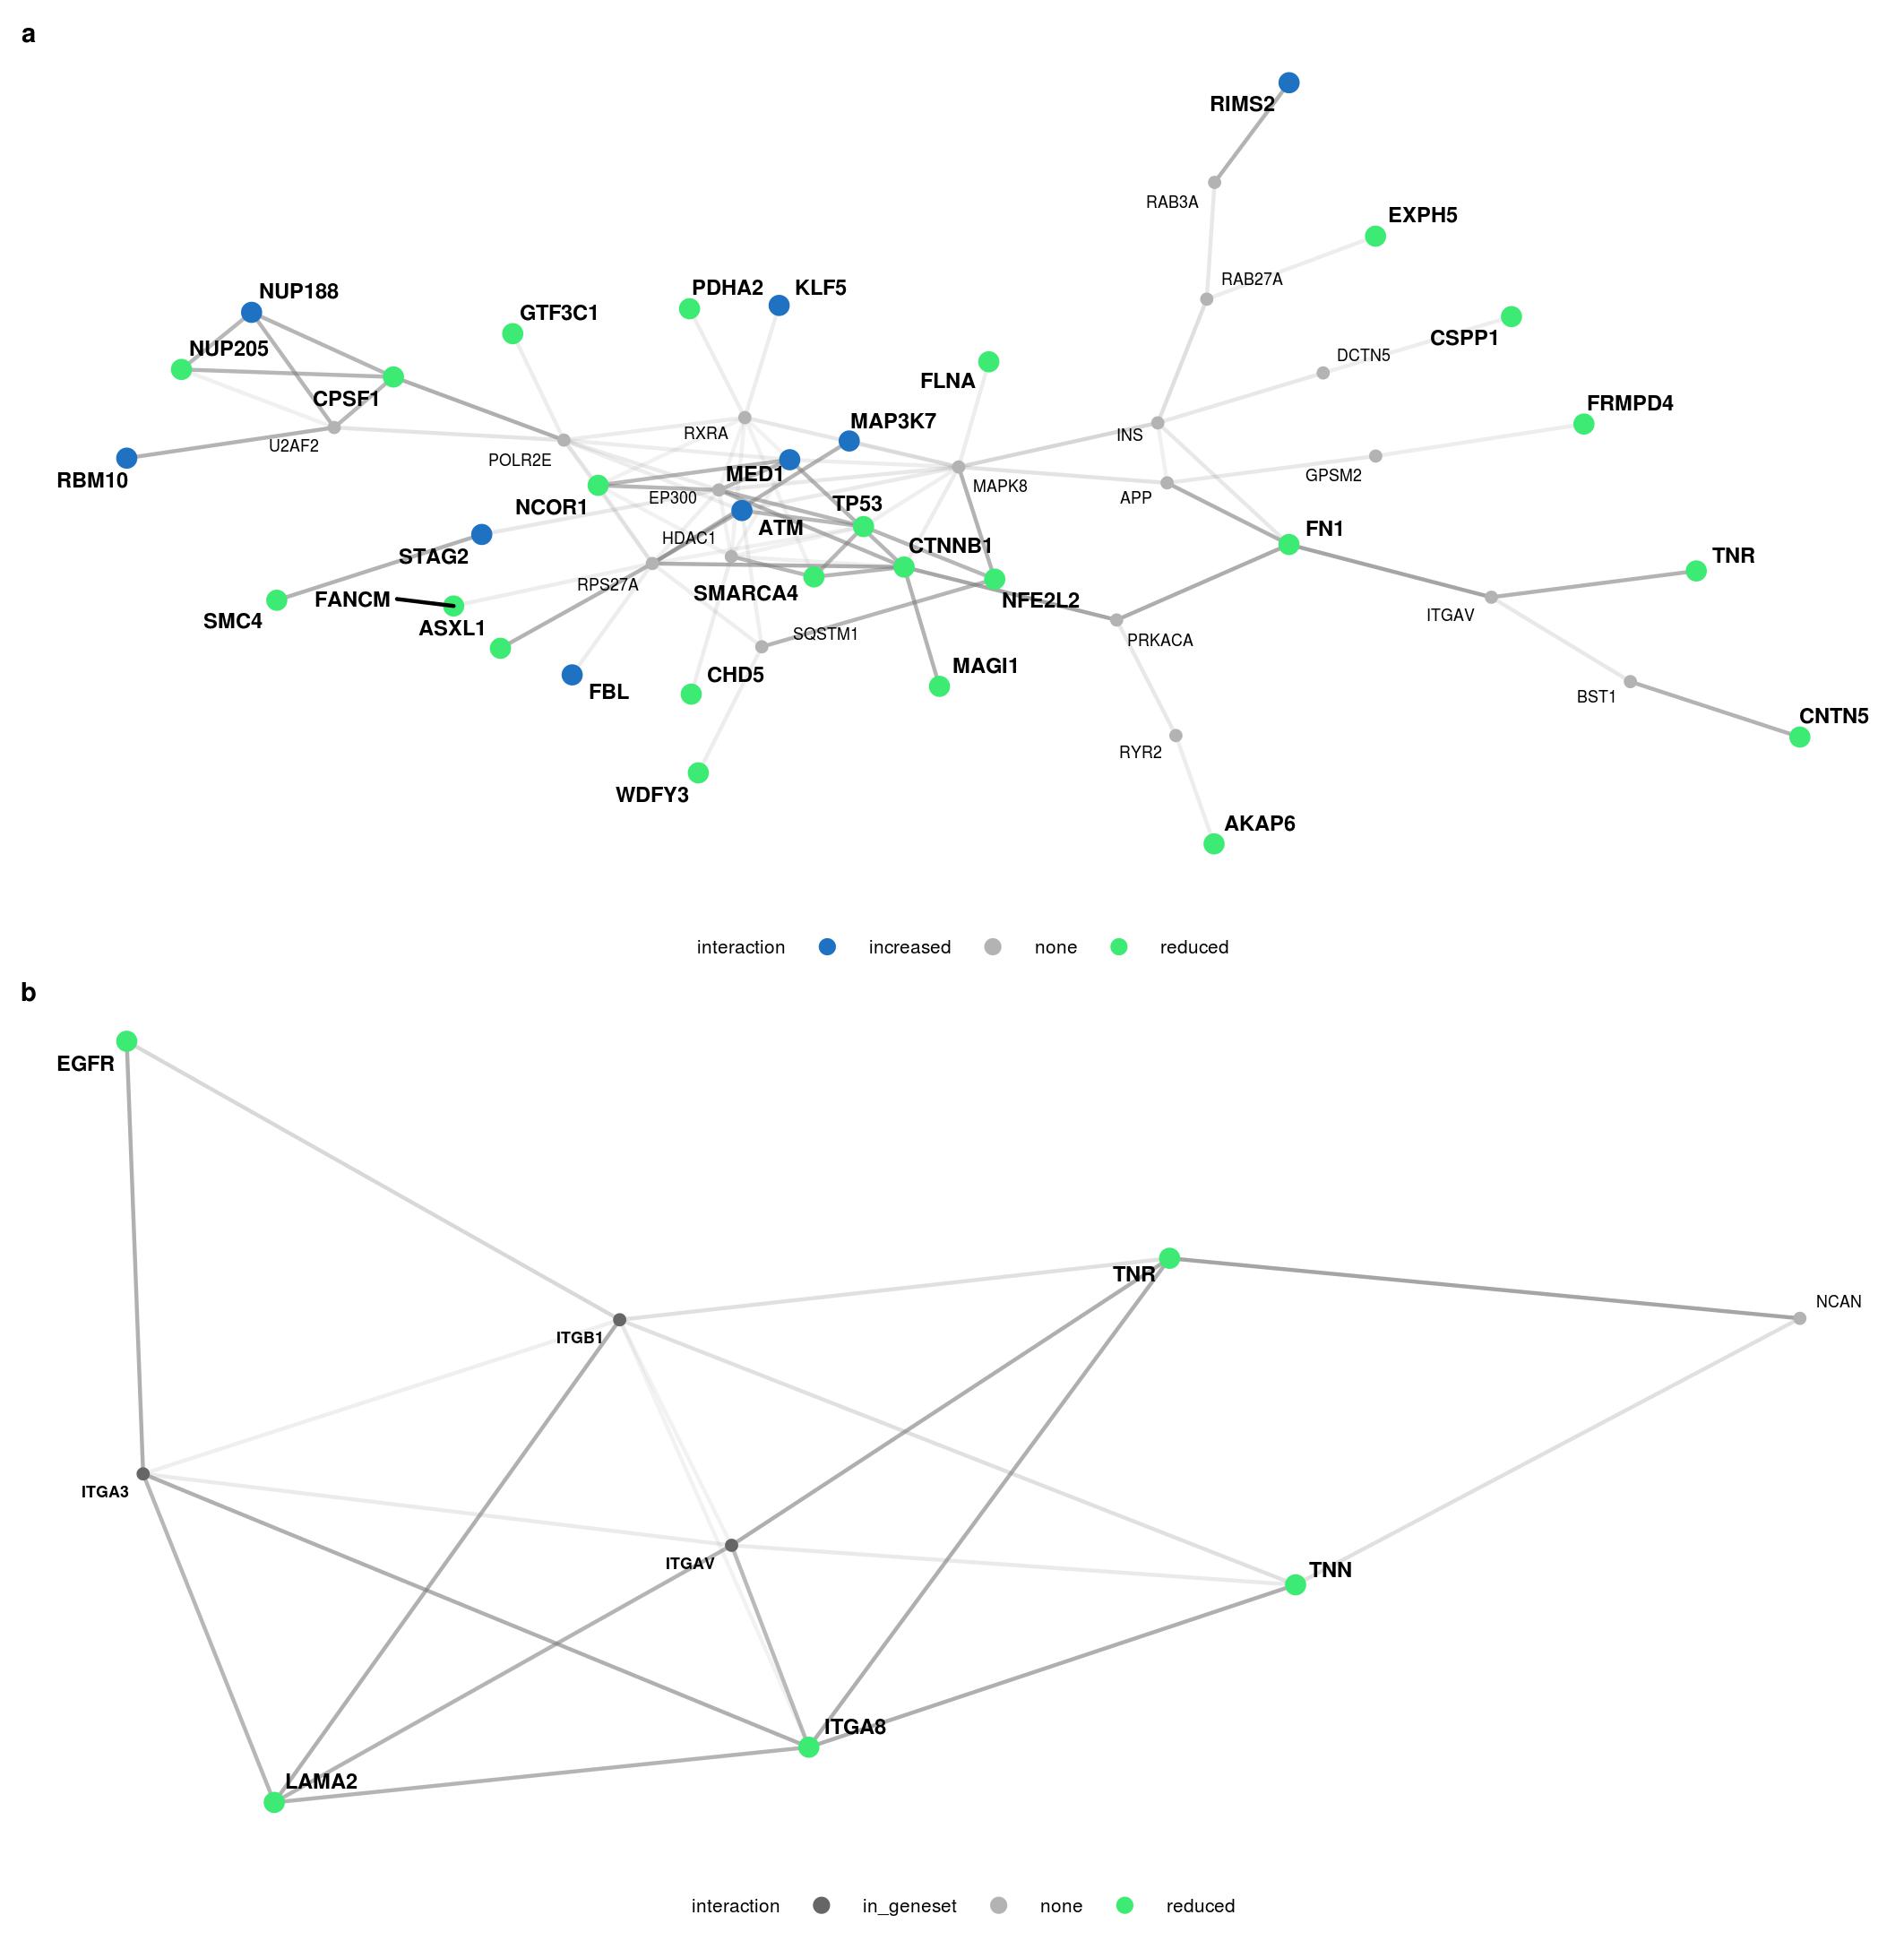 a
RIMS2
RAB3A
EXPH5
RAB27A
NUP188
PDHA2
KLF5
GTF3C1
CSPP1
NUP205
DCTN5
FLNA
CPSF1
FRMPD4
MAP3K7
RXRA
INS
U2AF2
POLR2E
RBM10
MED1
GPSM2
MAPK8
EP300
APP
NCOR1
TP53
ATM
FN1
HDAC1
CTNNB1
STAG2
TNR
RPS27A
SMARCA4
FANCM
NFE2L2
SMC4
ITGAV
ASXL1
SQSTM1
PRKACA
MAGI1
CHD5
FBL
BST1
CNTN5
RYR2
WDFY3
AKAP6
interaction increased none reduced
b
EGFR
TNR
NCAN
ITGB1
ITGA3
ITGAV
TNN
ITGA8
LAMA2
interaction in_geneset none reduced